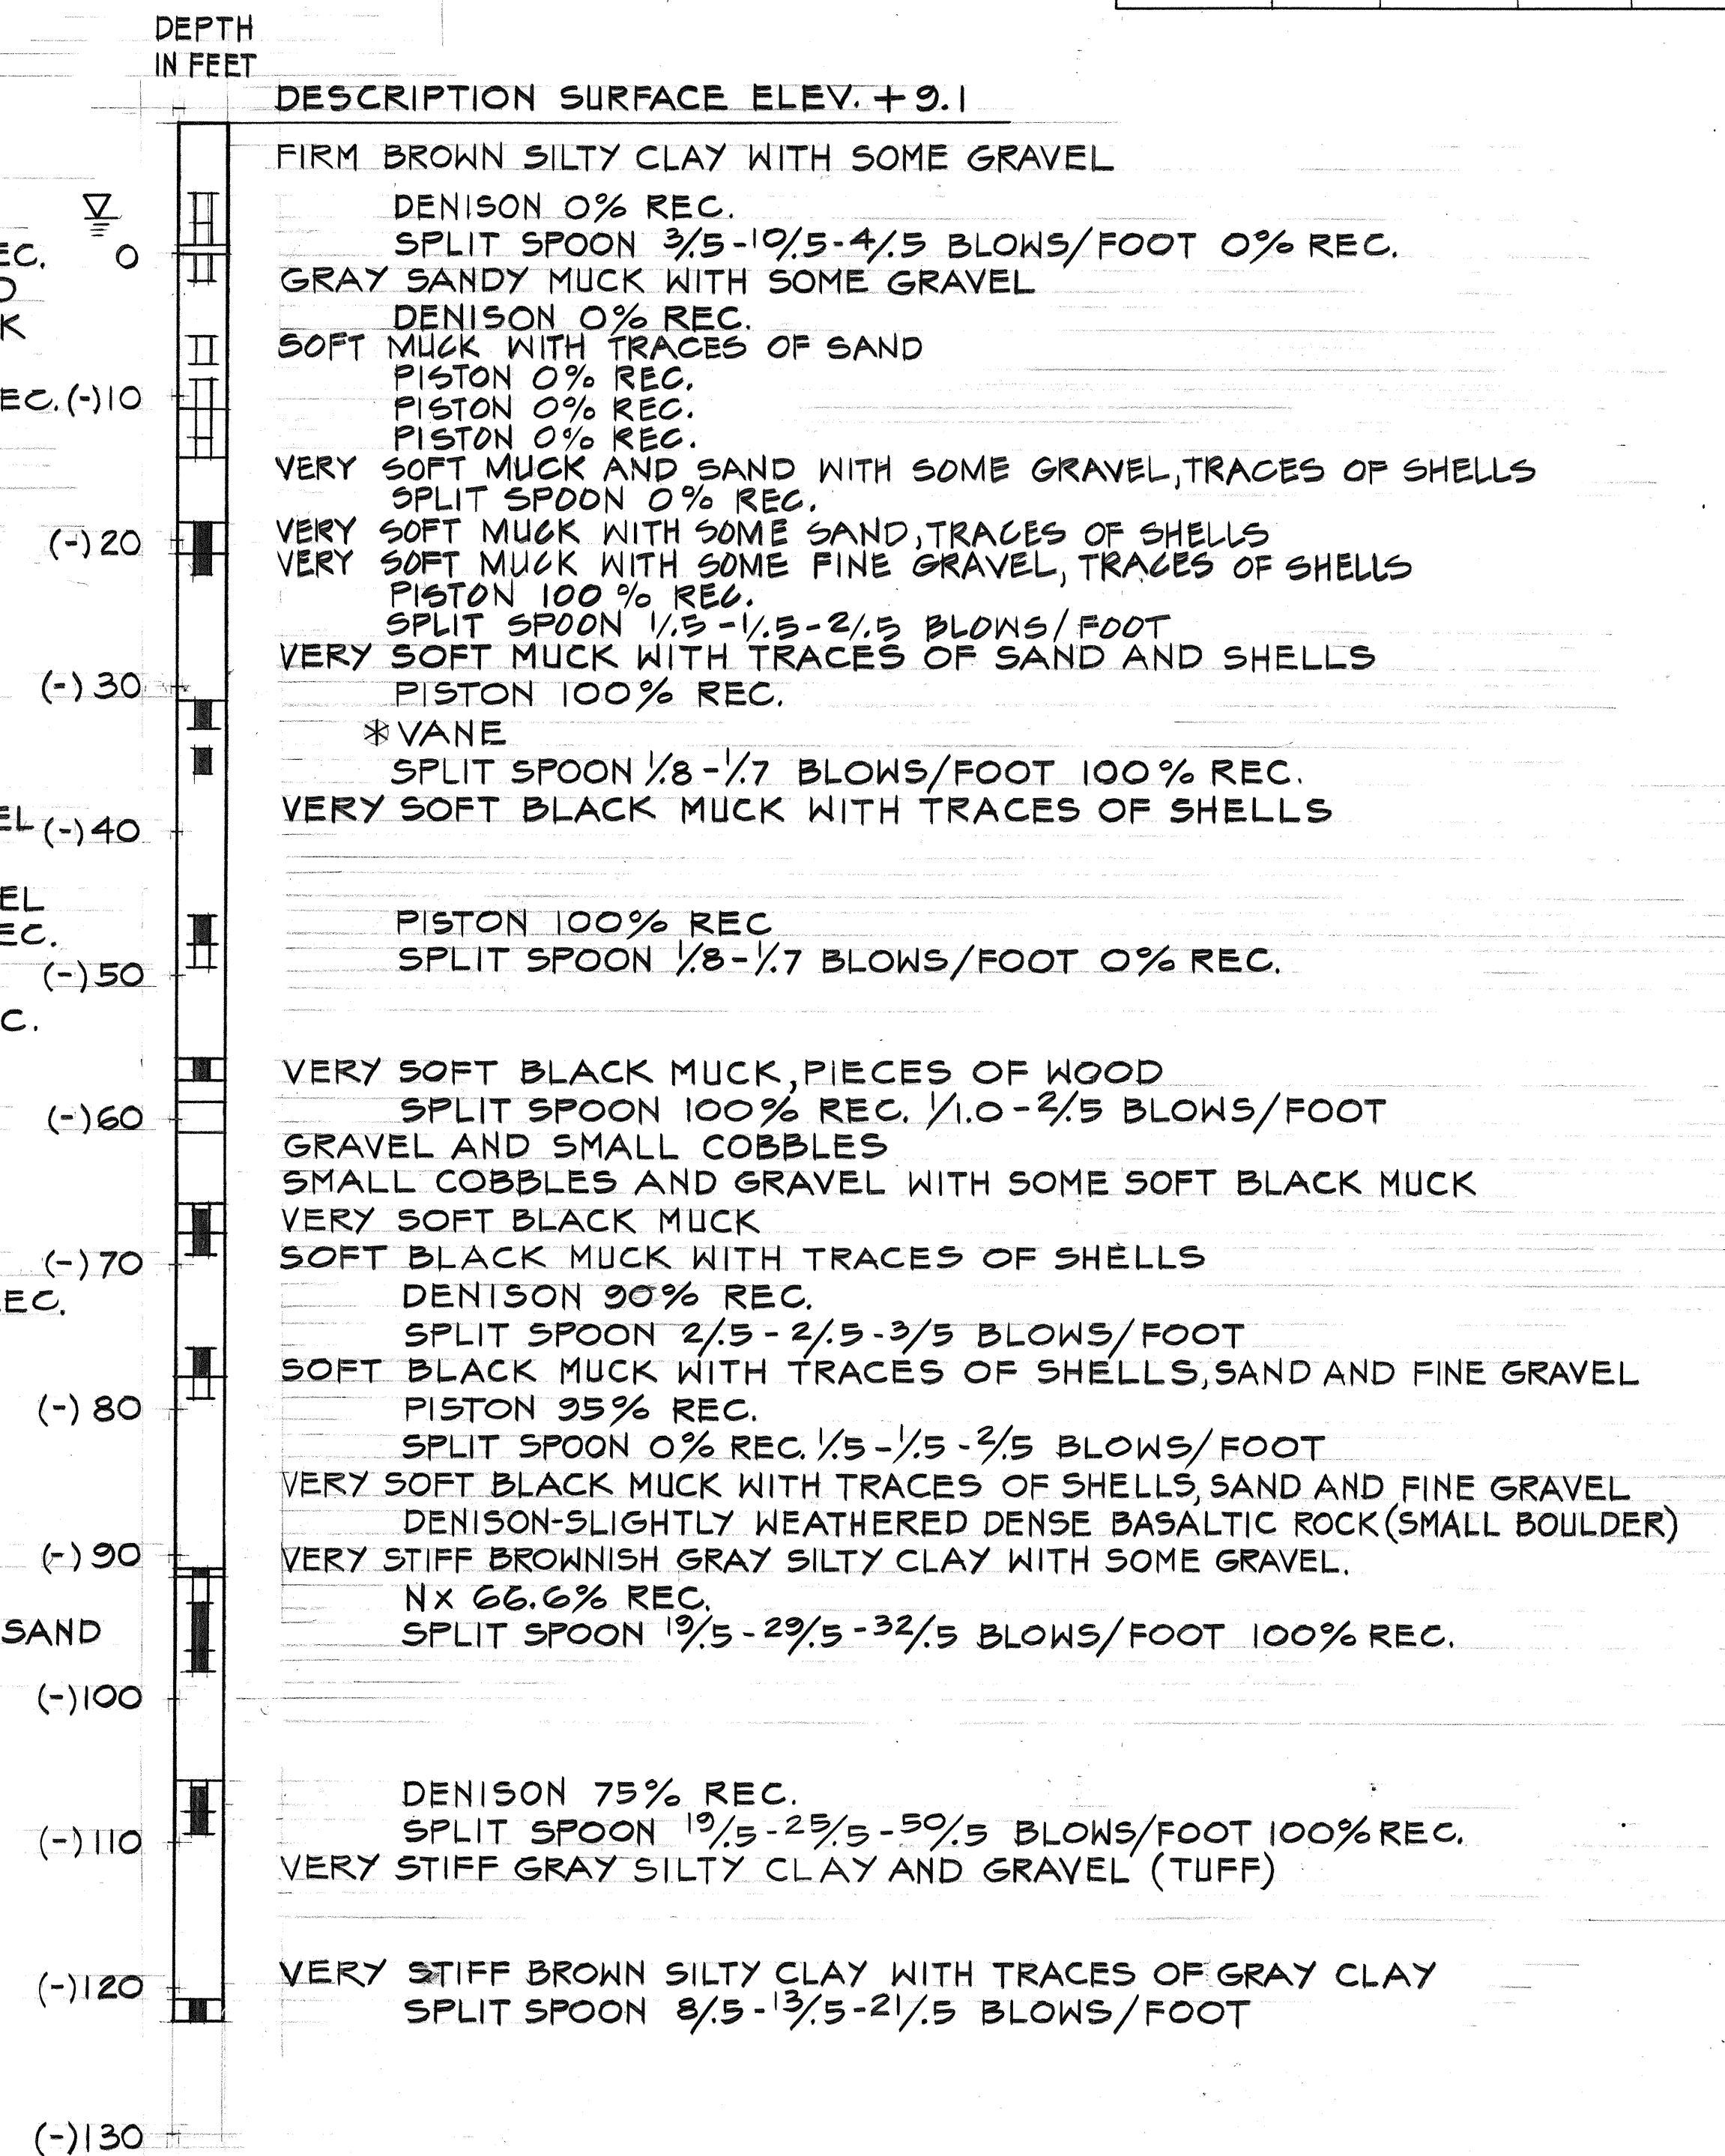 DEPTH
IN FEET
DESCRIPTION SURFACE ELEV. +9.1
FIRM BROWN SILTY CLAY WITH SOME GRAVEL
DENISON 0% REC.
SPLIT SPOON 3/.5-10/.5-4/.5 BLOWS/FOOT 0% REC.
EC. 0
GRAY SANDY MUCK WITH SOME GRAVEL
DENISON 0% REC.
K
SOFT MUCK WITH TRACES OF SAND
PISTON 0% REC.
EC. (-)10
PISTON 0% REC.
PISTON 0% REC.
VERY SOFT MUCK AND SAND WITH SOME GRAVEL, TRACES OF SHELLS
SPLIT SPOON 0% REC.
(-)20
VERY SOFT MUCK WITH SOME SAND, TRACES OF SHELLS
VERY SOFT MUCK WITH SOME FINE GRAVEL, TRACES OF SHELLS
PISTON 100% REC.
SPLIT SPOON 1/.5-1/.5-2/.5 BLOWS/FOOT
VERY SOFT MUCK WITH TRACES OF SAND AND SHELLS
(-)30
PISTON 100% REC.
*VANE
SPLIT SPOON 1/.8-1/.7 BLOWS/FOOT 100% REC.
VERY SOFT BLACK MUCK WITH TRACES OF SHELLS
EL (-)40
EL
EC.
PISTON 100% REC
SPLIT SPOON 1/.8-1/.7 BLOWS/FOOT 0% REC.
(-)50
C.
VERY SOFT BLACK MUCK, PIECES OF WOOD
(-)60
SPLIT SPOON 100% REC. 1/1.0-2/.5 BLOWS/FOOT
GRAVEL AND SMALL COBBLES
SMALL COBBLES AND GRAVEL WITH SOME SOFT BLACK MUCK
VERY SOFT BLACK MUCK
(-)70
SOFT BLACK MUCK WITH TRACES OF SHELLS
EC.
DENISON 90% REC.
SPLIT SPOON 2/.5-2/.5-3/5 BLOWS/FOOT
SOFT BLACK MUCK WITH TRACES OF SHELLS, SAND AND FINE GRAVEL
(-)80
PISTON 95% REC.
SPLIT SPOON 0% REC. 1/.5-1/.5-2/.5 BLOWS/FOOT
VERY SOFT BLACK MUCK WITH TRACES OF SHELLS, SAND AND FINE GRAVEL
DENISON-SLIGHTLY WEATHERED DENSE BASALTIC ROCK (SMALL BOULDER)
(-)90
VERY STIFF BROWNISH GRAY SILTY CLAY WITH SOME GRAVEL.
NX 66.6% REC.
SAND
SPLIT SPOON 19/.5-29/.5-32/.5 BLOWS/FOOT 100% REC.
(-)100
DENISON 75% REC.
SPLIT SPOON 19/.5-25/.5-50/.5 BLOWS/FOOT 100% REC.
(-)110
VERY STIFF GRAY SILTY CLAY AND GRAVEL (TUFF)
(-)120
VERY STIFF BROWN SILTY CLAY WITH TRACES OF GRAY CLAY
SPLIT SPOON 8/.5-13/.5-21/.5 BLOWS/FOOT
(-)130